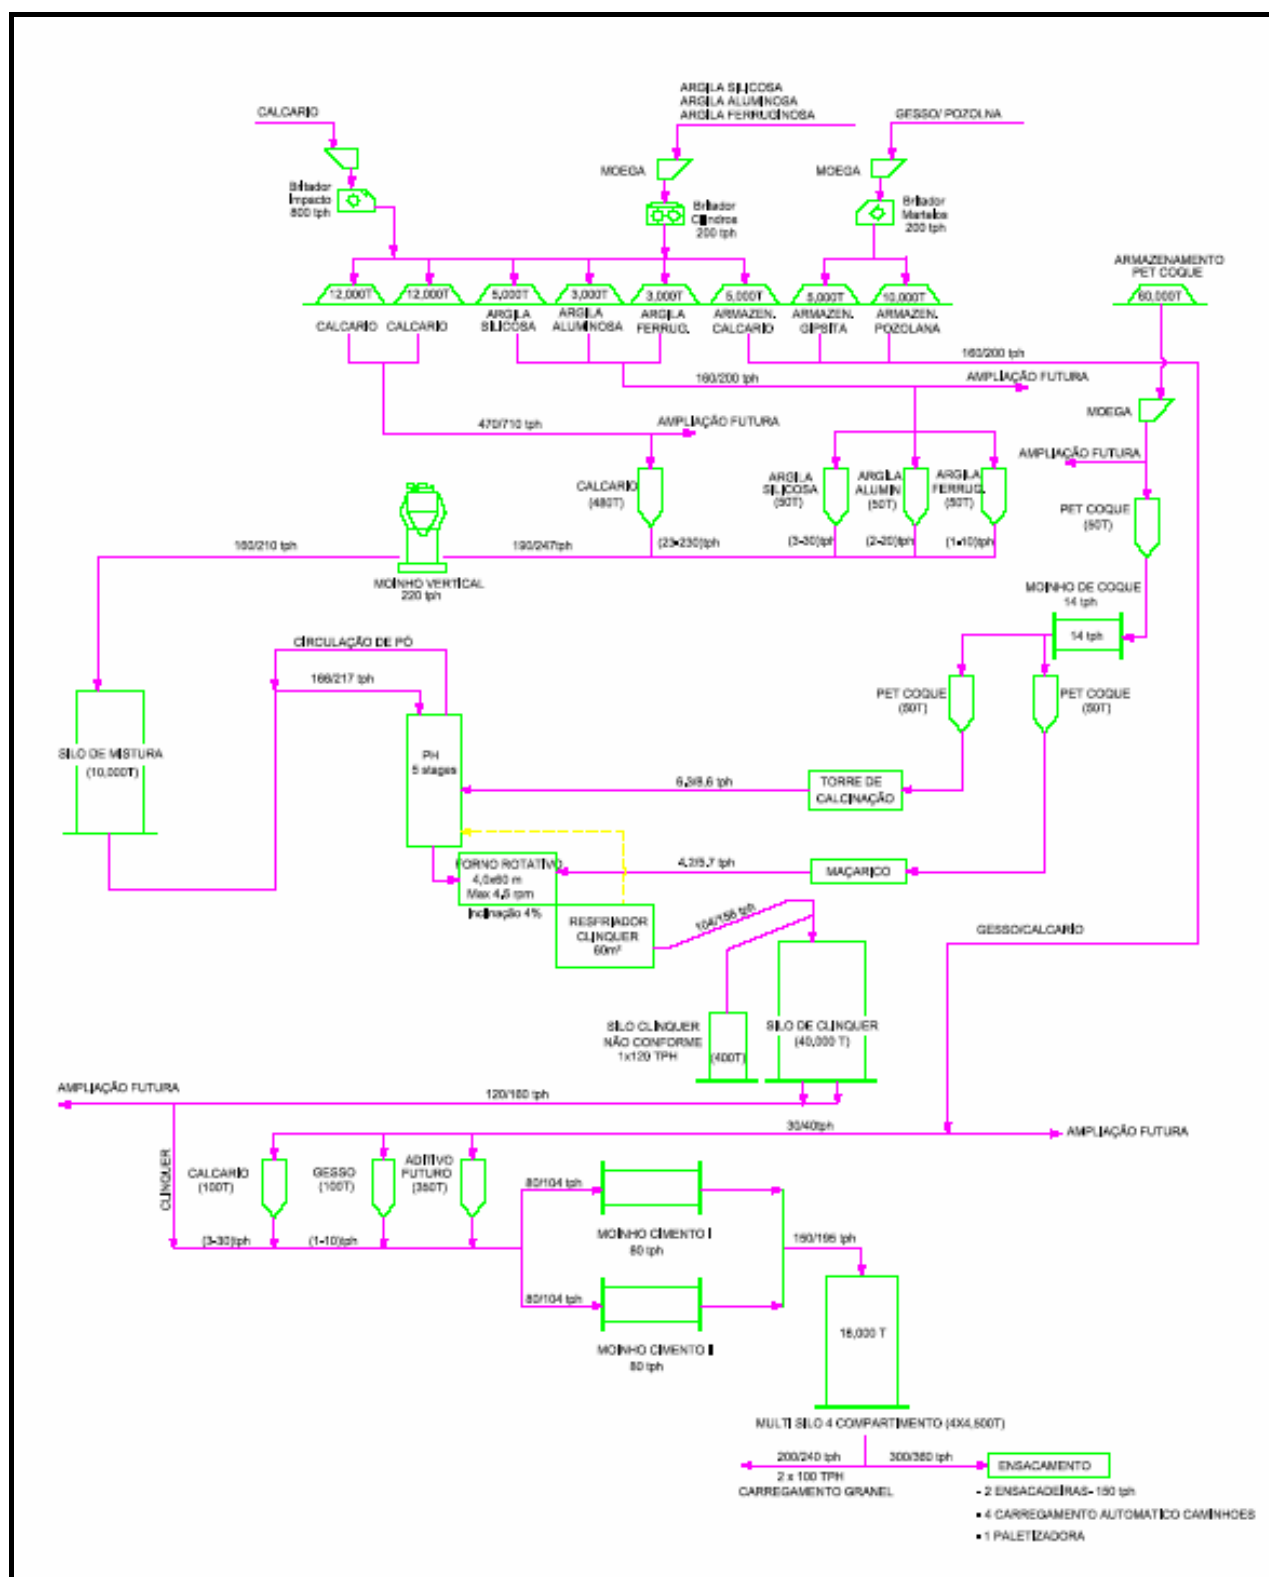 CALCARIO
ARGILA SILICOSA
ARGILA ALUMINOSA
ARGILA FERRUGINOSA
GESSO/ POZOLNA
Britador
Impacto
800 tph
MOEGA
Britador
Cilindros
200 tph
MOEGA
Britador
Martelos
200 tph
ARMAZENAMENTO
PET COQUE
60,000T
12,000T
12,000T
5,000T
3,000T
3,000T
5,000T
5,000T
10,000T
CALCARIO
CALCARIO
ARGILA
SILICOSA
ARGILA
ALUMINOSA
ARGILA
FERRUG.
ARMAZEN.
CALCARIO
ARMAZEN.
GIPSITA
ARMAZEN.
POZOLANA
160/200 tph
160/200 tph
AMPLIAÇÃO FUTURA
MOEGA
470/710 tph
AMPLIAÇÃO FUTURA
AMPLIAÇÃO FUTURA
CALCARIO
(480T)
ARGILA
SILICOSA
(50T)
ARGILA
ALUMIN
(50T)
ARGILA
FERRUG.
(50T)
PET COQUE
(50T)
160/210 tph
190/247tph
(23-230)tph
(3-30)tph
(2-20)tph
(1-10)tph
MOINHO VERTICAL
220 tph
MOINHO DE COQUE
14 tph
14 tph
CIRCULAÇÃO DE PÓ
166/217 tph
PET COQUE
(50T)
PET COQUE
(50T)
SILO DE MISTURA
(10,000T)
PH
5 stages
6,3/8,6 tph
TORRE DE
CALCINAÇÃO
FORNO ROTATIVO
4,0x60 m
Max 4,5 rpm
Inclinação 4%
4,2/5,7 tph
MAÇARICO
RESFRIADOR
CLINQUER
60m²
104/156 tph
GESSO/CALCARIO
SILO CLINQUER
NÃO CONFORME
1x120 TPH
(400T)
SILO DE CLINQUER
(40,000 T)
AMPLIAÇÃO FUTURA
120/160 tph
30/40tph
AMPLIAÇÃO FUTURA
CLINQUER
CALCARIO
(100T)
GESSO
(100T)
ADITIVO
FUTURO
(350T)
(3-30)tph
(1-10)tph
80/104 tph
MOINHO CIMENTO I
80 tph
150/195 tph
80/104 tph
MOINHO CIMENTO II
80 tph
18,000 T
MULTI SILO 4 COMPARTIMENTO (4X4,500T)
200/240 tph
300/360 tph
2 x 100 TPH
CARREGAMENTO GRANEL
ENSACAMENTO
- 2 ENSACADEIRAS- 150 tph
- 4 CARREGAMENTO AUTOMATICO CAMINHOES
- 1 PALETIZADORA